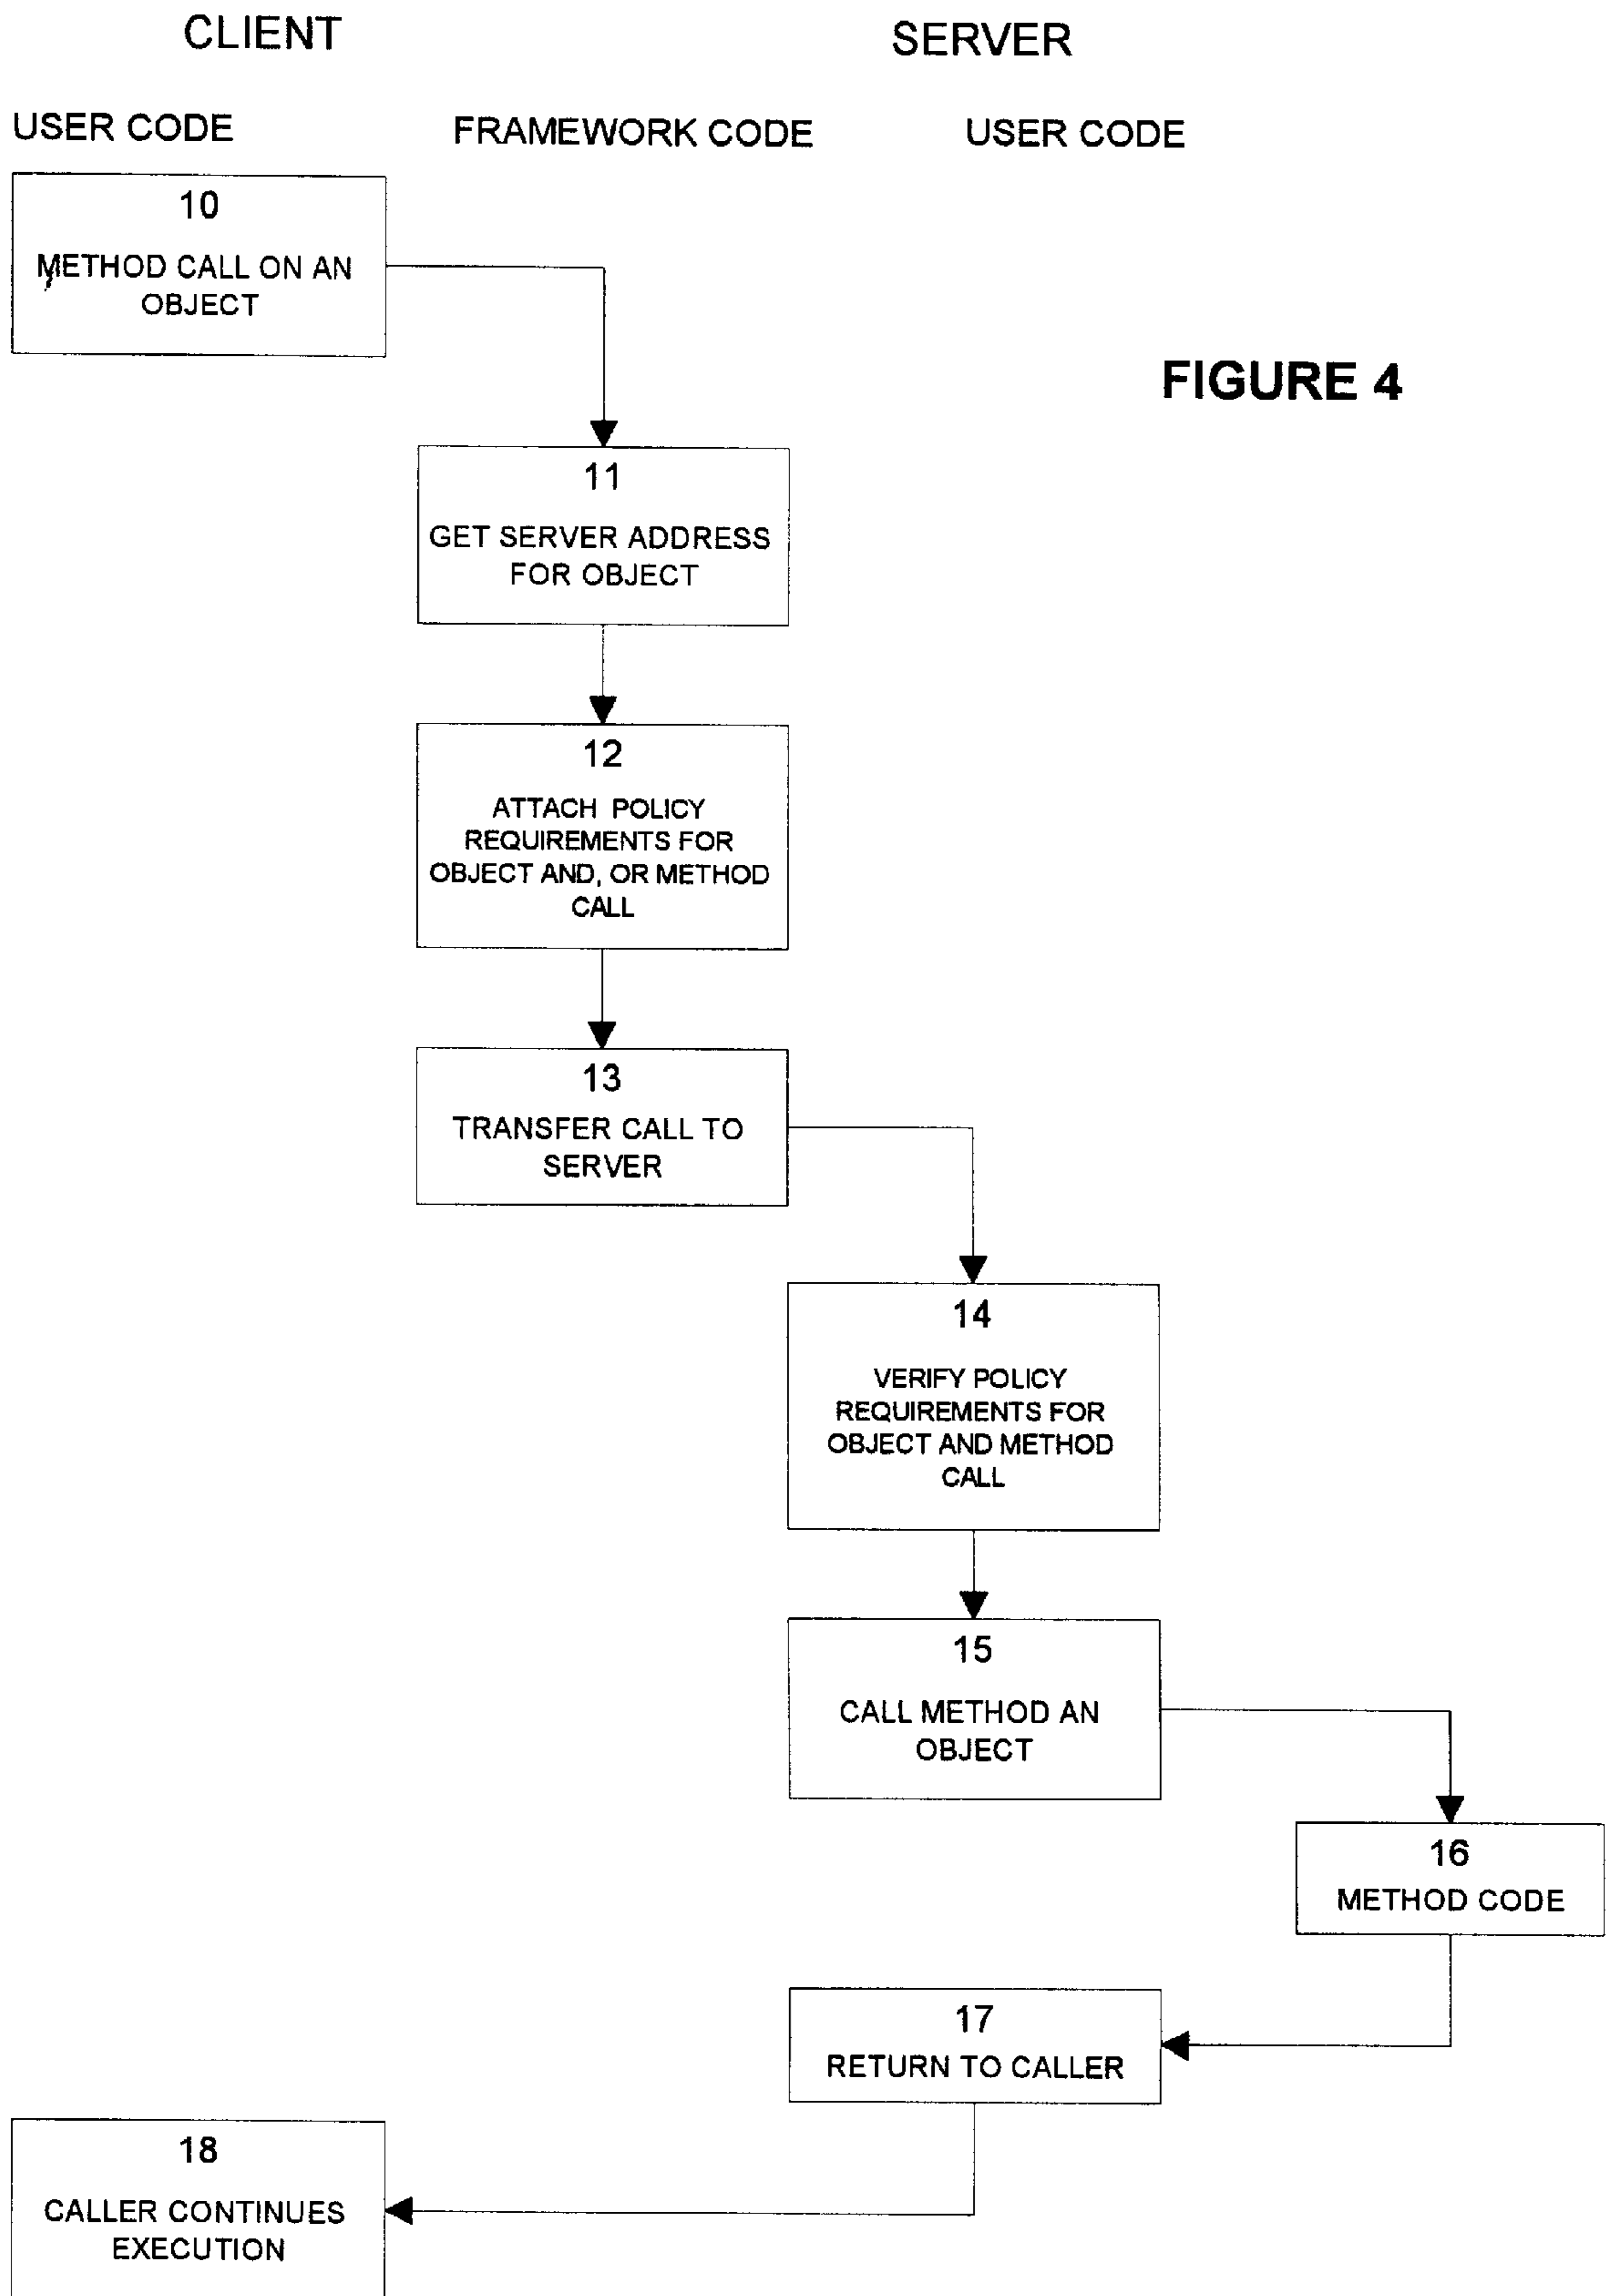 CLIENT
SERVER
USER CODE
FRAMEWORK CODE
USER CODE
10
METHOD CALL ON AN
OBJECT
FIGURE 4
11
GET SERVER ADDRESS
FOR OBJECT
12
ATTACH POLICY
REQUIREMENTS FOR
OBJECT AND, OR METHOD
CALL
13
TRANSFER CALL TO
SERVER
14
VERIFY POLICY
REQUIREMENTS FOR
OBJECT AND METHOD
CALL
15
CALL METHOD AN
OBJECT
16
METHOD CODE
17
RETURN TO CALLER
18
CALLER CONTINUES
EXECUTION